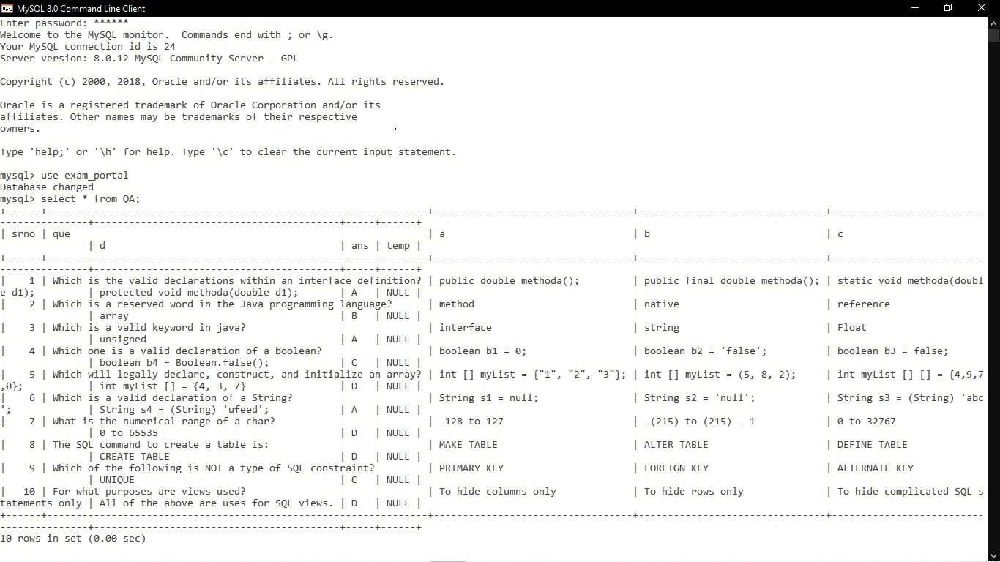 MySQL 8.0 Command Line Client
Enter password: ******
Welcome to the MySQL monitor.  Commands end with ; or \g.
Your MySQL connection id is 24
Server version: 8.0.12 MySQL Community Server - GPL
Copyright (c) 2000, 2018, Oracle and/or its affiliates. All rights reserved.
Oracle is a registered trademark of Oracle Corporation and/or its
affiliates. Other names may be trademarks of their respective
owners.
Type 'help;' or '\h' for help. Type '\c' to clear the current input statement.
mysql> use exam_portal
Database changed
mysql> select * from QA;
| srno | que | a | b | c
| d | ans | temp |
| 1 | Which is the valid declarations within an interface definition? | public double methoda(); | public final double methoda(); | static void methoda(doubl
e d1); | protected void methoda(double d1); | A | NULL |
| 2 | Which is a reserved word in the Java programming language? | method | native | reference
| array | B | NULL |
| 3 | Which is a valid keyword in java? | interface | string | Float
| unsigned | A | NULL |
| 4 | Which one is a valid declaration of a boolean? | boolean b1 = 0; | boolean b2 = 'false'; | boolean b3 = false;
| boolean b4 = Boolean.false(); | C | NULL |
| 5 | Which will legally declare, construct, and initialize an array? | int [] myList = {"1", "2", "3"}; | int [] myList = (5, 8, 2); | int myList [] [] = {4,9,7
,0}; | int myList [] = {4, 3, 7} | D | NULL |
| 6 | Which is a valid declaration of a String? | String s1 = null; | String s2 = 'null'; | String s3 = (String) 'abc
'; | String s4 = (String) 'ufeed'; | A | NULL |
| 7 | What is the numerical range of a char? | -128 to 127 | -(215) to (215) - 1 | 0 to 32767
| 0 to 65535 | D | NULL |
| 8 | The SQL command to create a table is: | MAKE TABLE | ALTER TABLE | DEFINE TABLE
| CREATE TABLE | D | NULL |
| 9 | Which of the following is NOT a type of SQL constraint? | PRIMARY KEY | FOREIGN KEY | ALTERNATE KEY
| UNIQUE | C | NULL |
| 10 | For what purposes are views used? | To hide columns only | To hide rows only | To hide complicated SQL s
tatements only | All of the above are uses for SQL views. | D | NULL |
10 rows in set (0.00 sec)